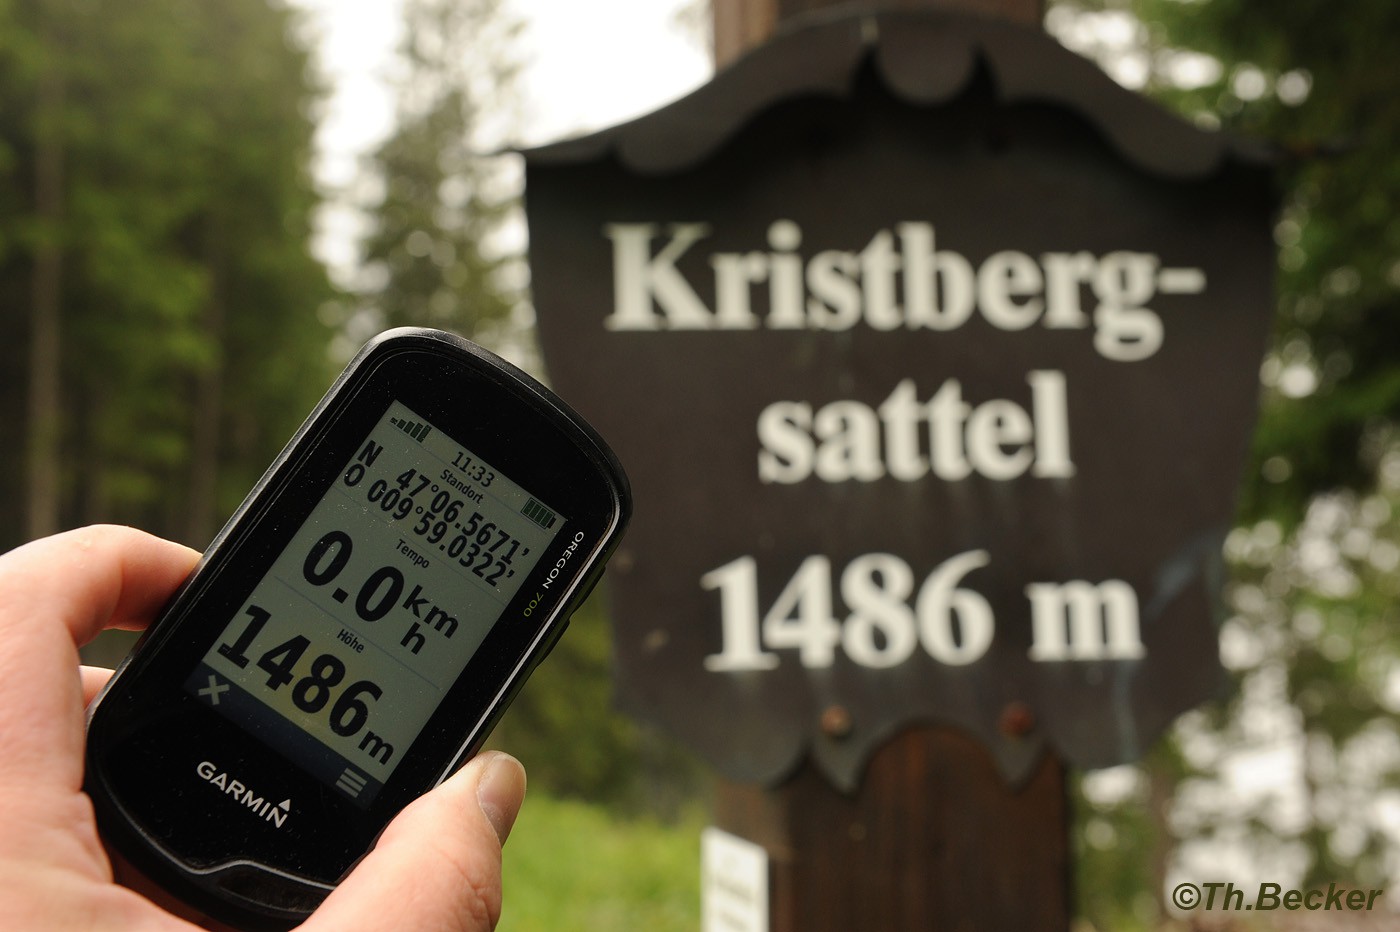 Kristberg-
sattel
1486 m
11:33
Standort
N 47°06.5671'
O 009°59.0322'
Tempo
0.0 km h
Höhe
1486 m
OREGON 700
GARMIN
©Th.Becker